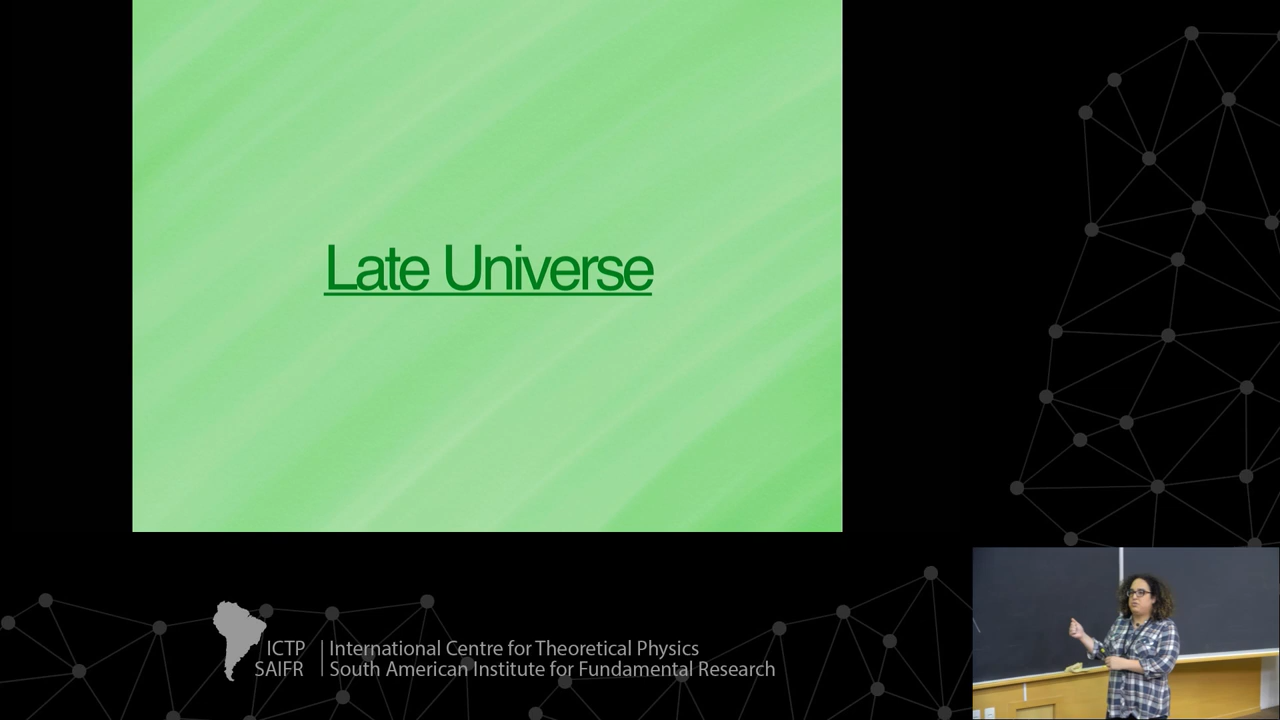 Late Universe
ICTP
SAIFR
International Centre for Theoretical Physics
South American Institute for Fundamental Research